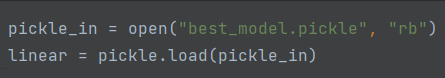 pickle_in = open("best_model.pickle", "rb")
linear = pickle.load(pickle_in)